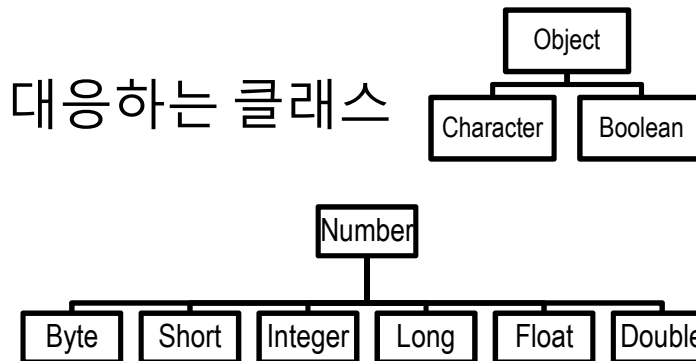 Object
대응하는 클래스
Character Boolean
Number
Byte Short Integer Long Float Double